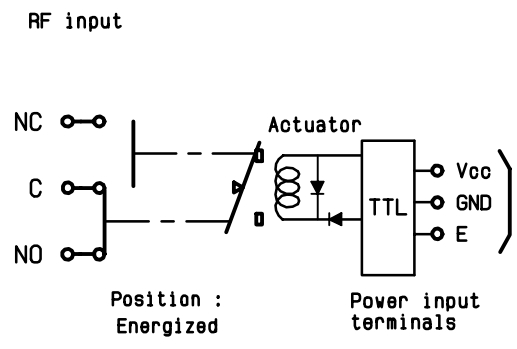 RF input
NC
Actuator
C
TTL
Vcc
GND
E
NO
Position :
Energized
Power input
terminals